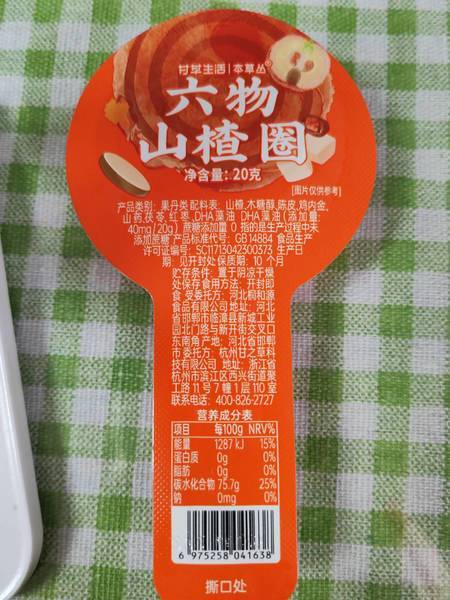 甘草生活|本草丛®
六物
山楂圈
净含量: 20克
[图片仅供参考]
产品类别: 果丹类 配料表: 山楂,木糖醇,陈皮,鸡内金,
山药,茯苓,红枣,DHA藻油 DHA藻油 (添加量:
40mg/20g) 蔗糖添加量 0 指的是生产过程中未
添加蔗糖 产品标准代号: GB 14884 食品生产
许可证编号: SC11713042300373 生产日
期: 见开封处 保质期: 10 个月
贮存条件: 置于阴凉干燥
处保存 食用方法: 开封即
食 受委托方: 河北桐和源
食品有限公司 地址: 河北
省邯郸市临漳县新城工业
园北门路与新开街交叉口
东南角 产地: 河北省邯郸
市 委托方: 杭州甘之草科
技有限公司 地址: 浙江省
杭州市滨江区西兴街道聚
工路 11 号 7 幢 1 层 110 室
联系电话: 400-826-2727
营养成分表
项目 每100g NRV%
能量 1287 kJ 15%
蛋白质 0g 0%
脂肪 0g 0%
碳水化合物 75.7g 25%
钠 0mg 0%
6 975258 041638
撕口处